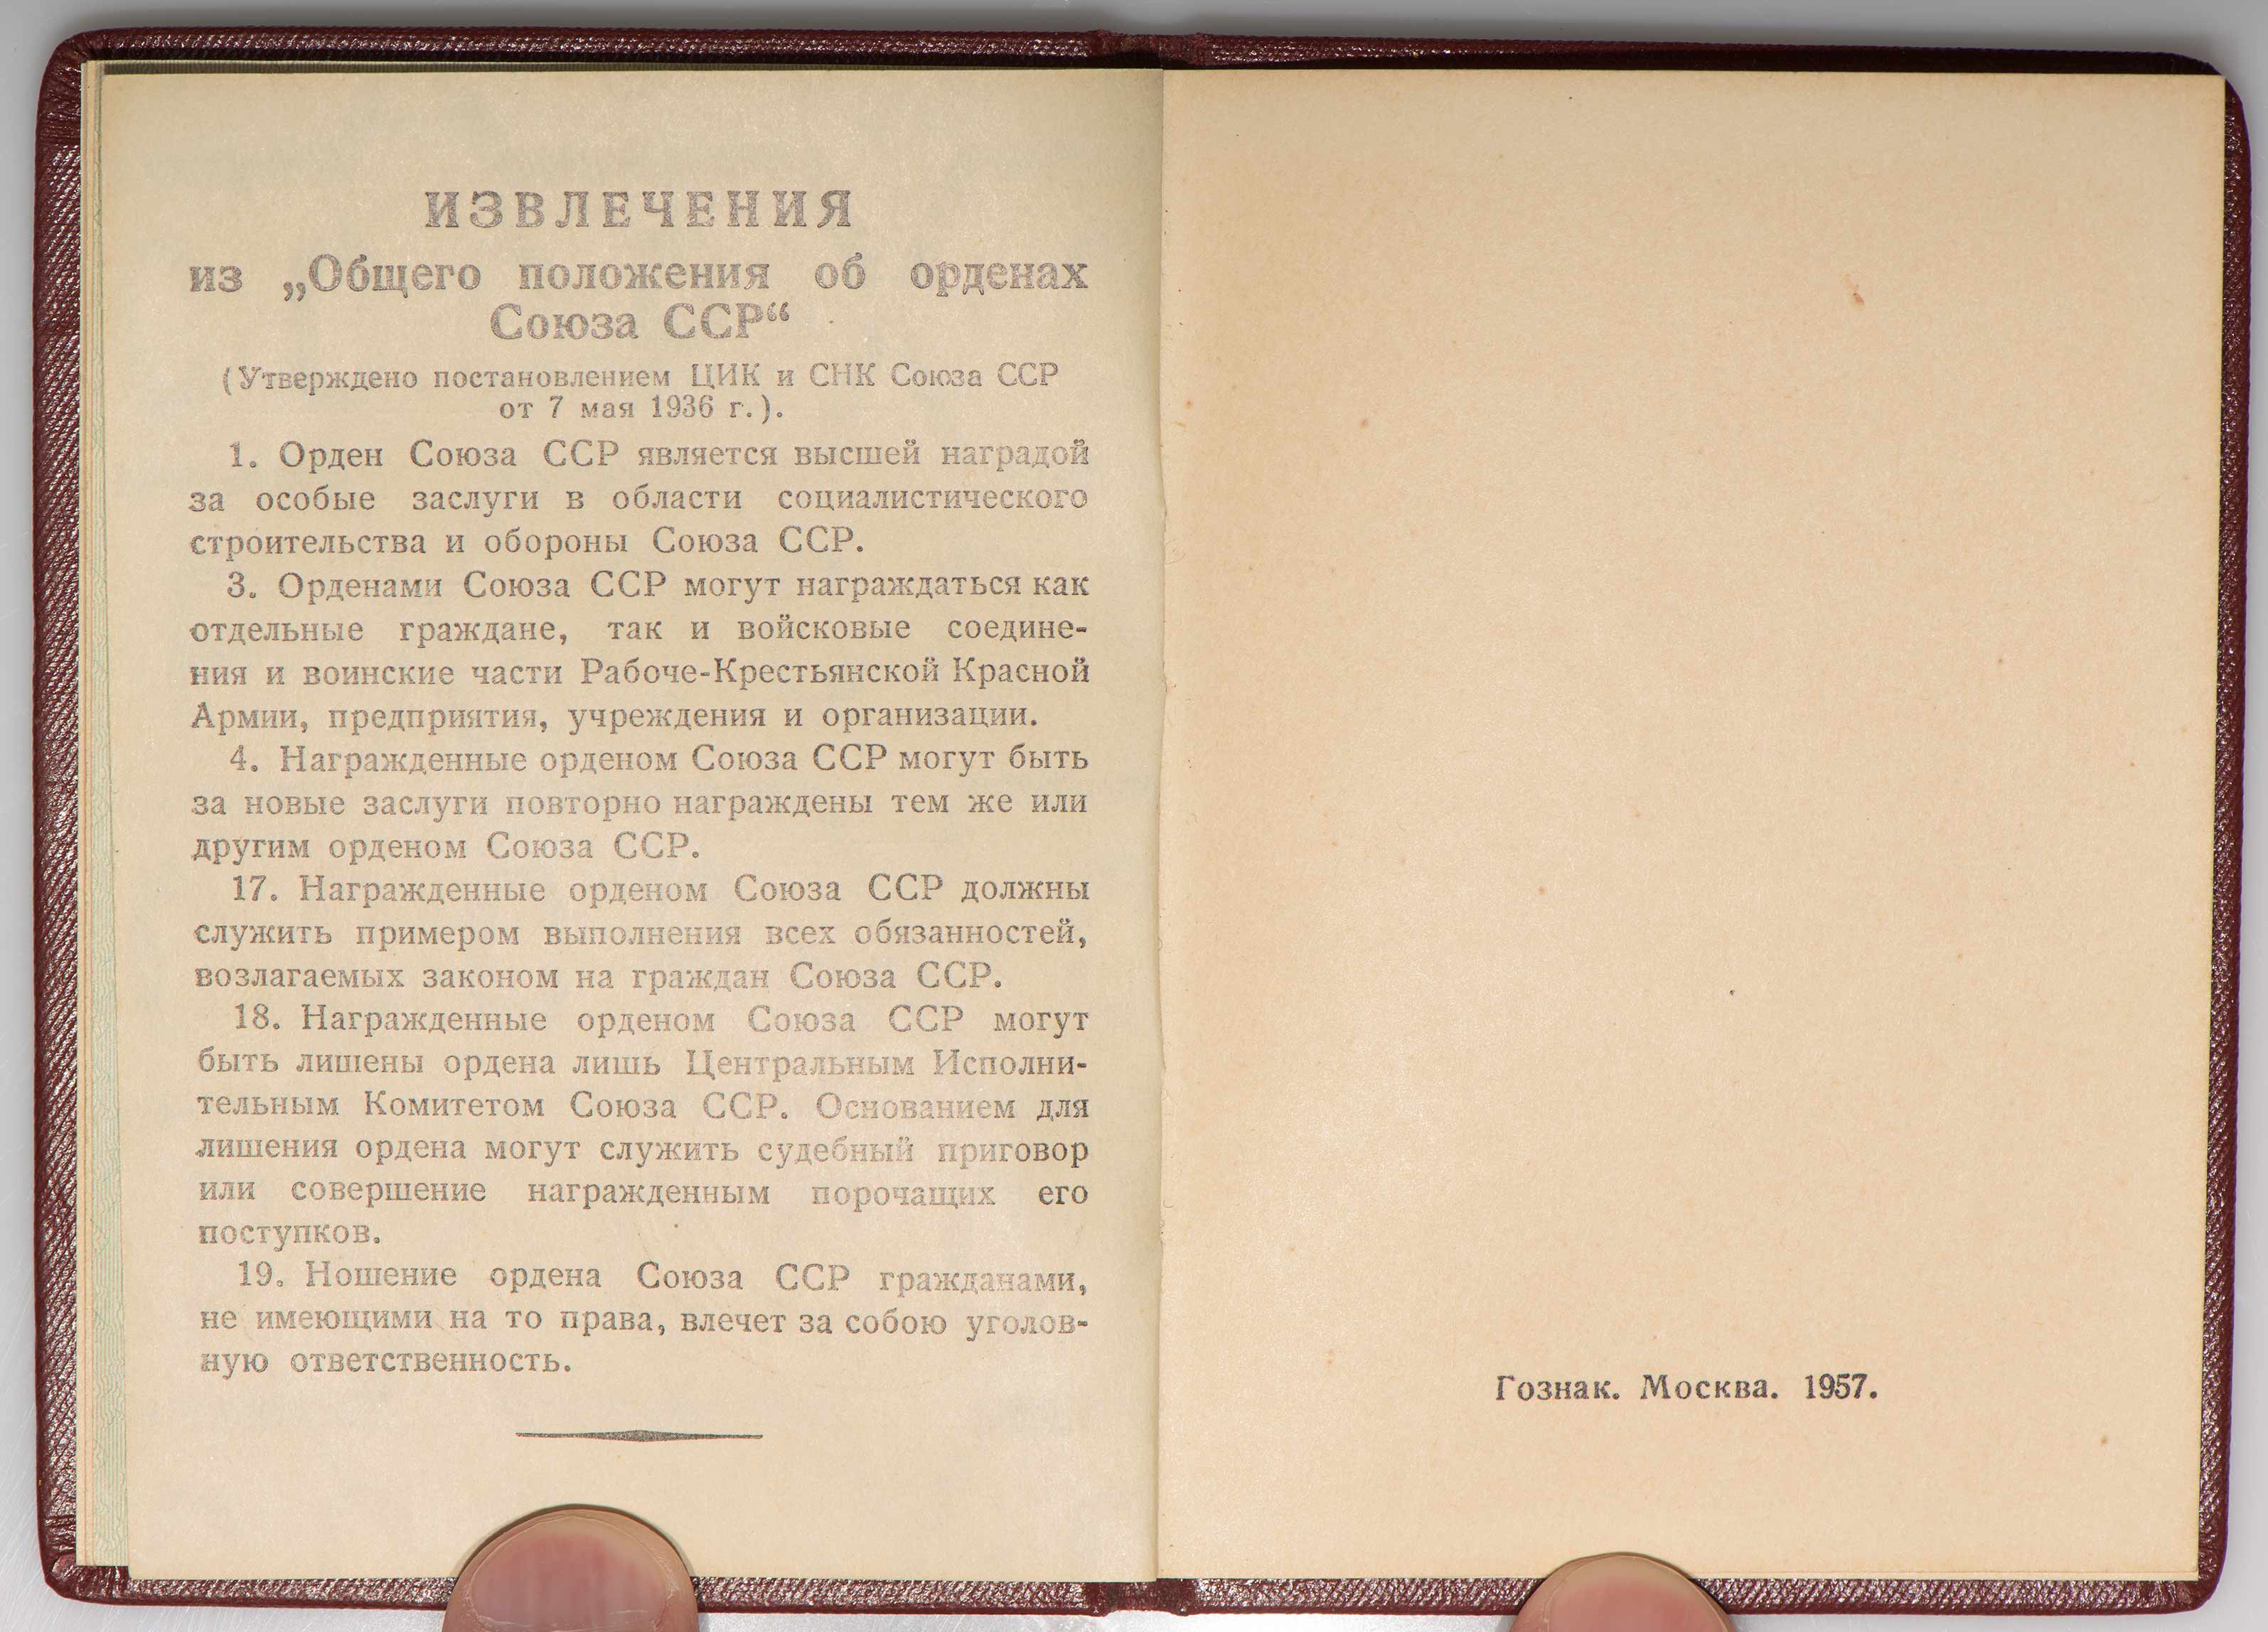 ИЗВЛЕЧЕНИЯ
из „Общего положения об орденах
Союза ССР“
(Утверждено постановлением ЦИК и СНК Союза ССР
от 7 мая 1936 г.).
1. Орден Союза ССР является высшей наградой
за особые заслуги в области социалистического
строительства и обороны Союза ССР.
3. Орденами Союза ССР могут награждаться как
отдельные граждане, так и войсковые соедине-
ния и воинские части Рабоче-Крестьянской Красной
Армии, предприятия, учреждения и организации.
4. Награжденные орденом Союза ССР могут быть
за новые заслуги повторно награждены тем же или
другим орденом Союза ССР.
17. Награжденные орденом Союза ССР должны
служить примером выполнения всех обязанностей,
возлагаемых законом на граждан Союза ССР.
18. Награжденные орденом Союза ССР могут
быть лишены ордена лишь Центральным Исполни-
тельным Комитетом Союза ССР. Основанием для
лишения ордена могут служить судебный приговор
или совершение награжденным порочащих его
поступков.
19. Ношение ордена Союза ССР гражданами,
не имеющими на то права, влечет за собою уголов-
ную ответственность.
Гознак. Москва. 1957.